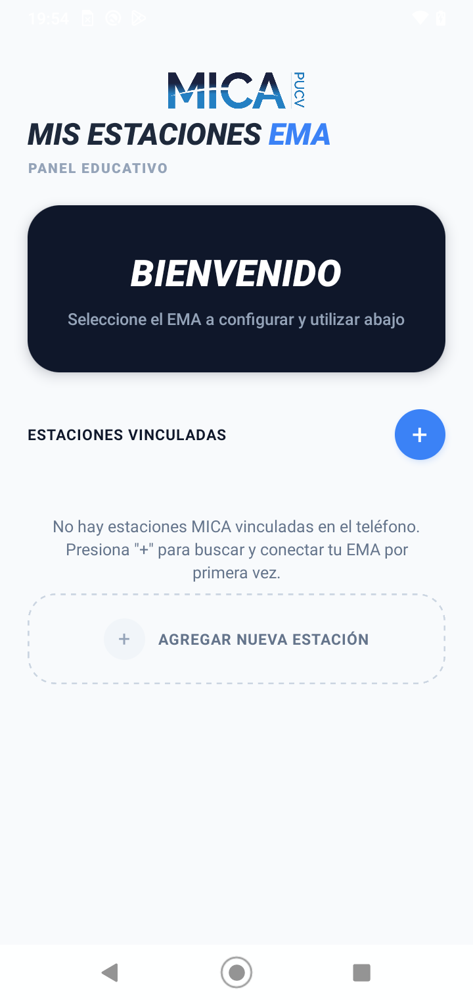 19:54
MICA PUCV
MIS ESTACIONES EMA
PANEL EDUCATIVO
BIENVENIDO
Seleccione el EMA a configurar y utilizar abajo
ESTACIONES VINCULADAS
+
No hay estaciones MICA vinculadas en el teléfono.
Presiona "+" para buscar y conectar tu EMA por
primera vez.
+ AGREGAR NUEVA ESTACIÓN